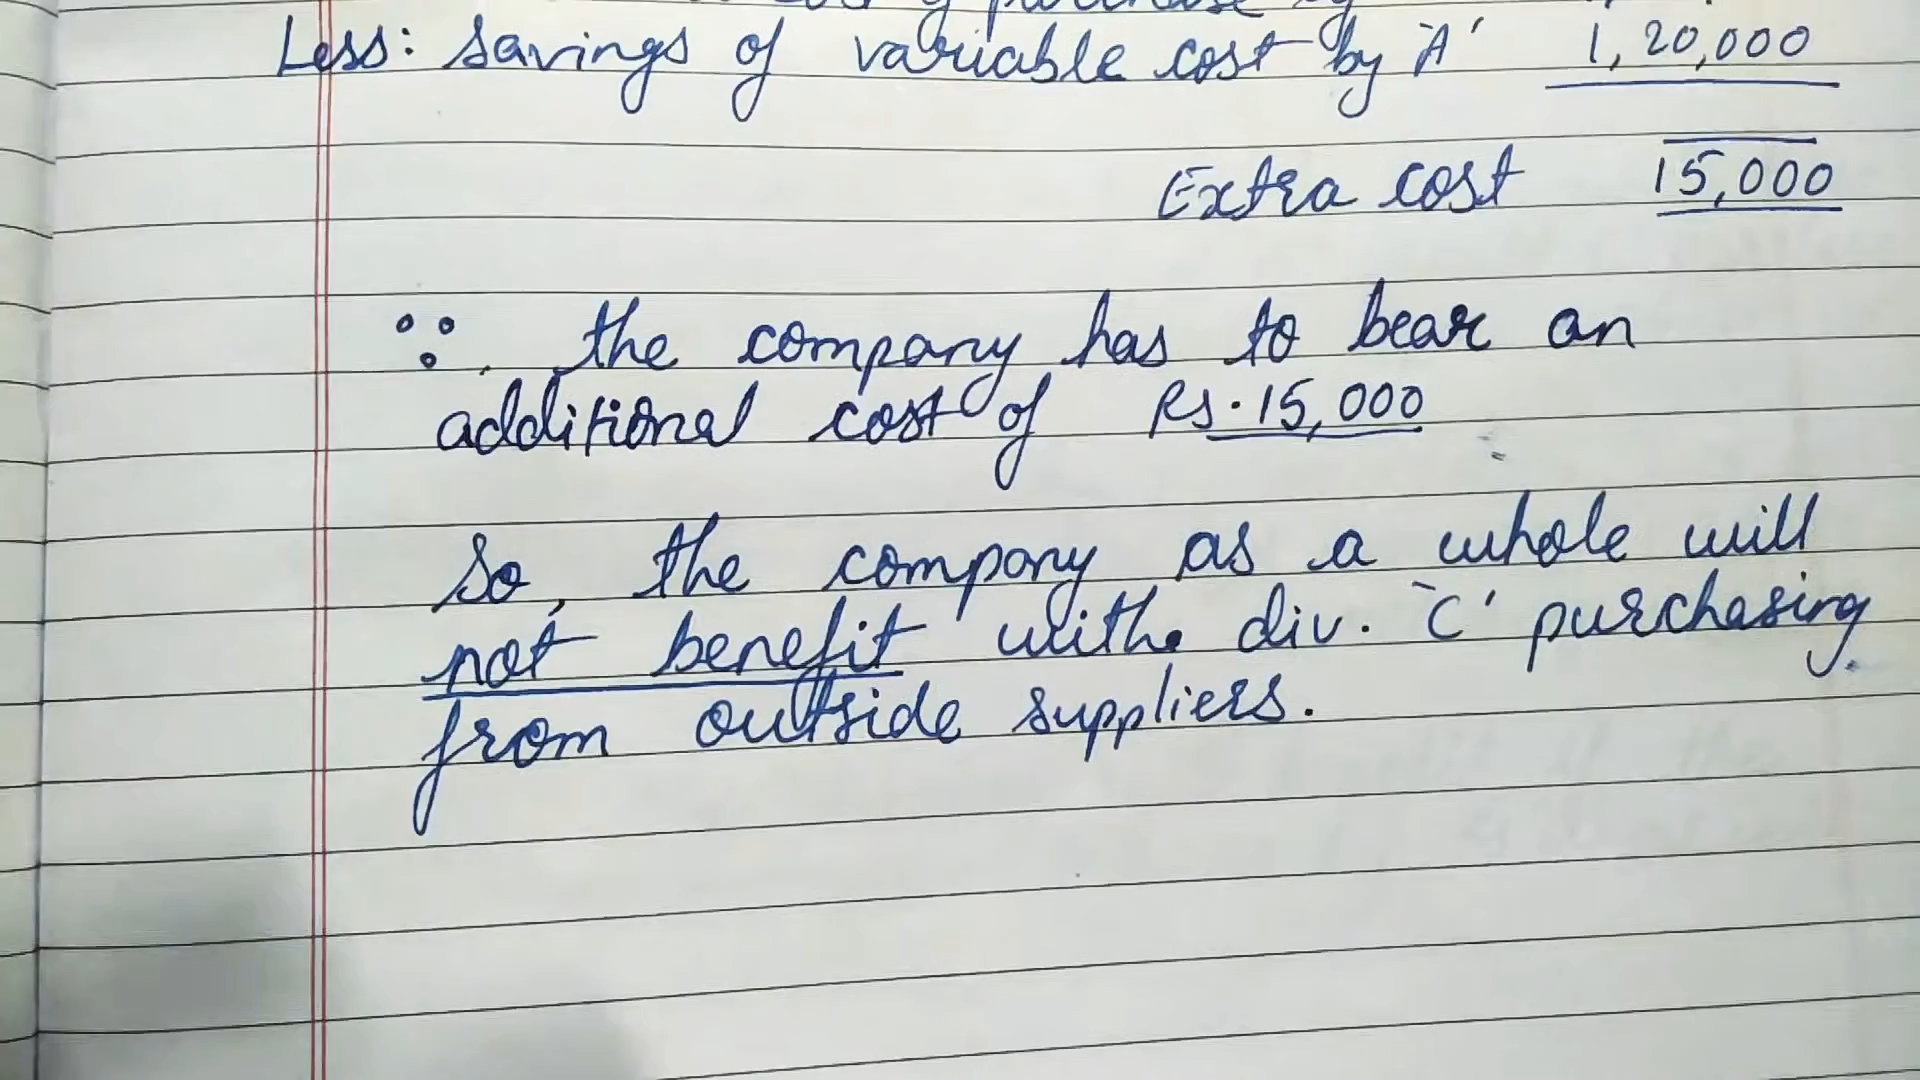 purchase by
Less: Savings of variable cost by 'A' 1,20,000
Extra cost 15,000
∵, the company has to bear an
additional cost of Rs. 15,000
So, the company as a whole will
not benefit with div. 'C' purchasing
from outside suppliers.